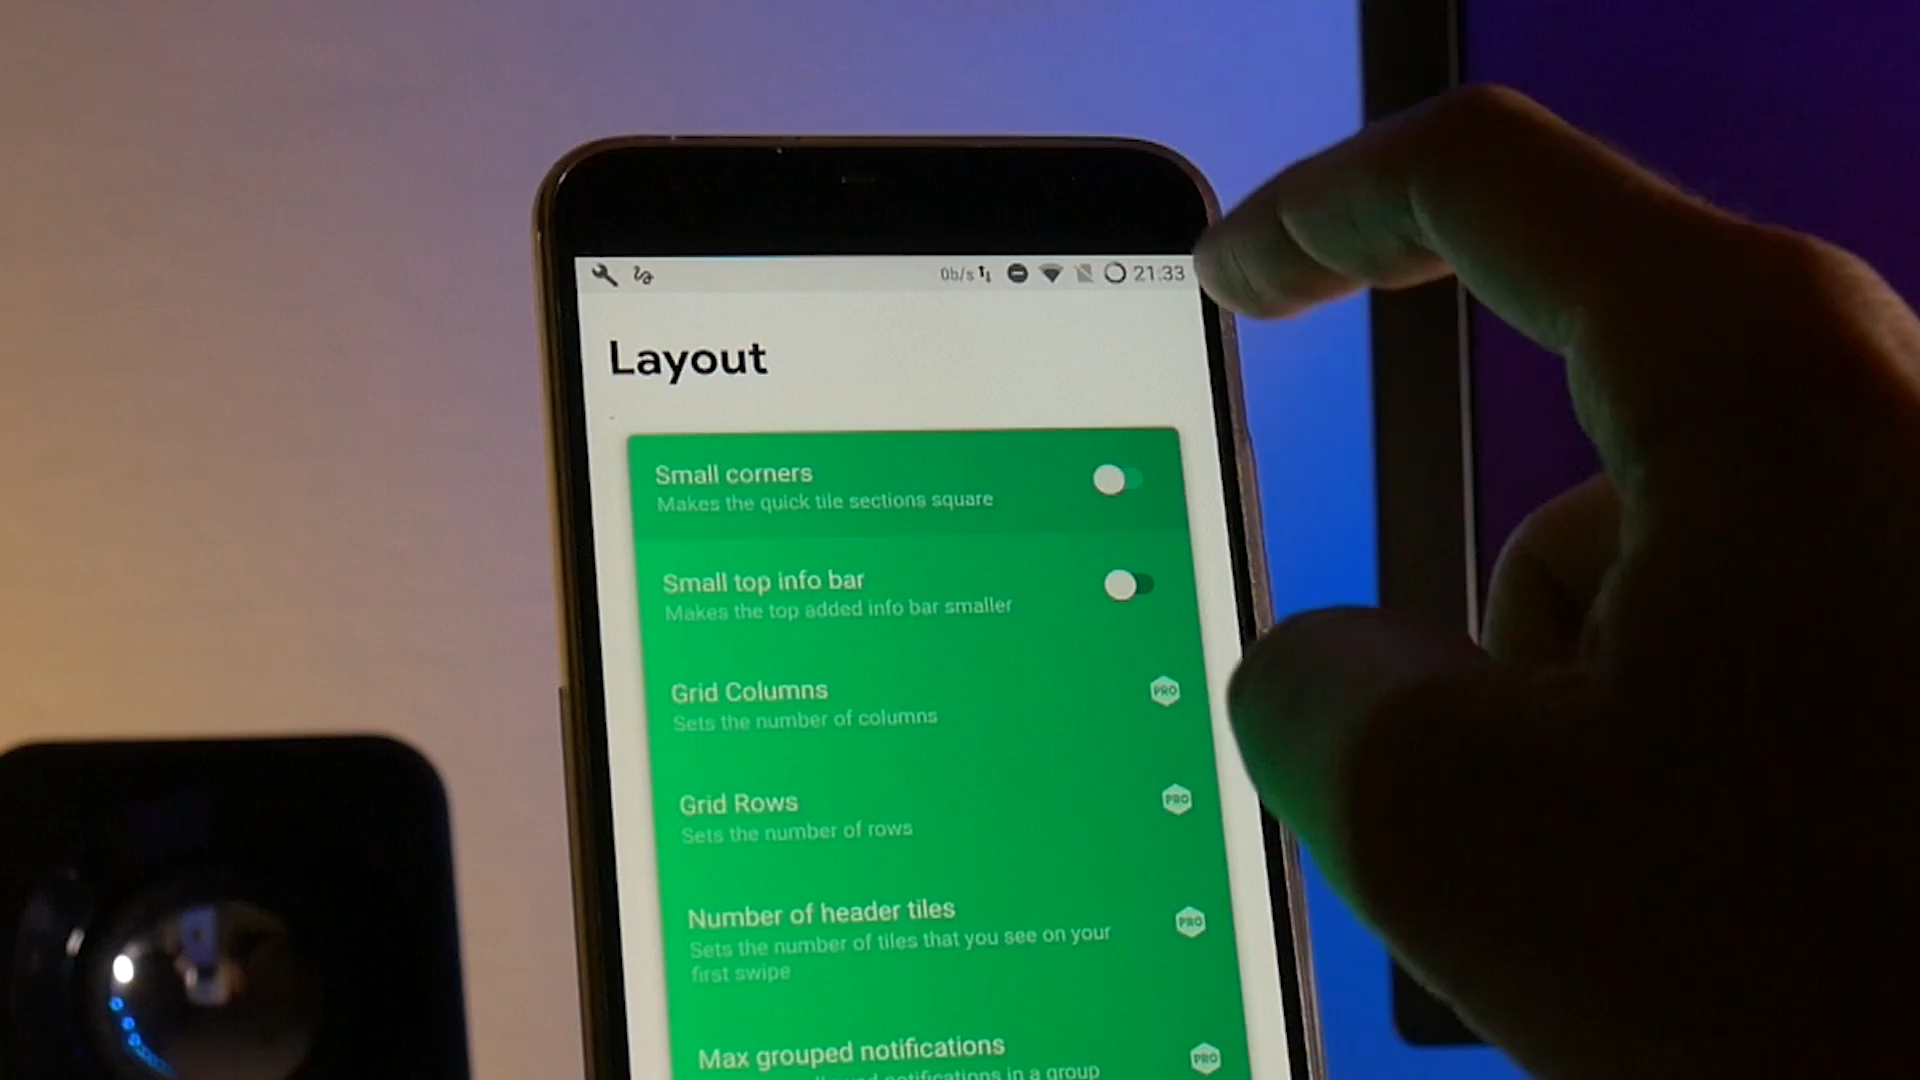 0b/s 21:33
Layout
Small corners
Makes the quick tile sections square
Small top info bar
Makes the top added info bar smaller
Grid Columns
Sets the number of columns
PRO
Grid Rows
Sets the number of rows
PRO
Number of header tiles
Sets the number of tiles that you see on your
first swipe
PRO
Max grouped notifications
notifications in a group
PRO